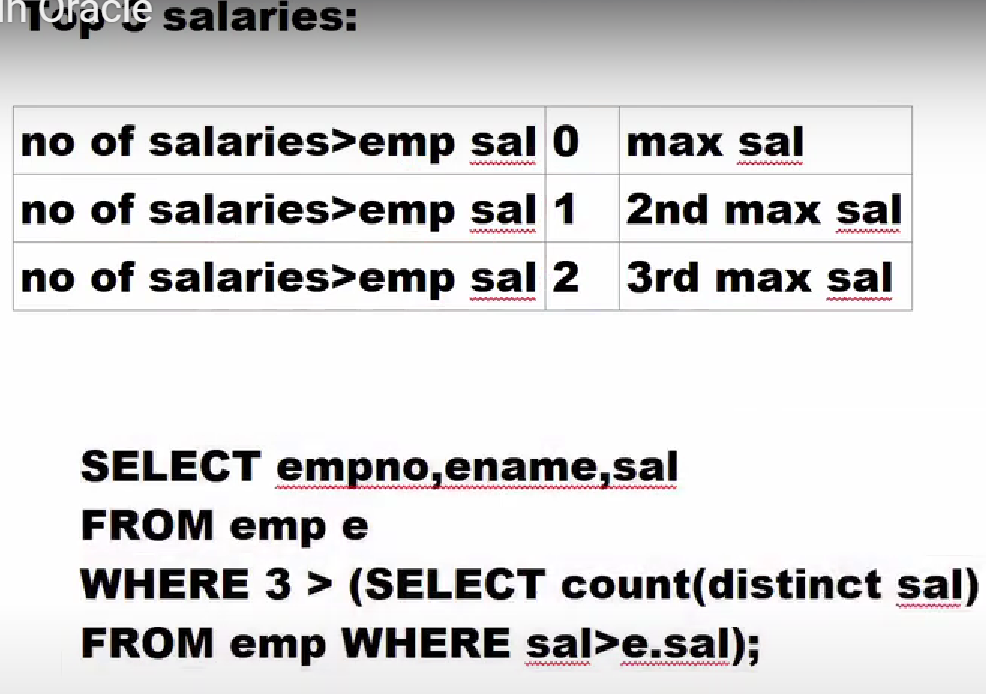 in Oracle
Top 3 salaries:
no of salaries>emp sal 0 max sal
no of salaries>emp sal 1 2nd max sal
no of salaries>emp sal 2 3rd max sal
SELECT empno,ename,sal
FROM emp e
WHERE 3 > (SELECT count(distinct sal)
FROM emp WHERE sal>e.sal);